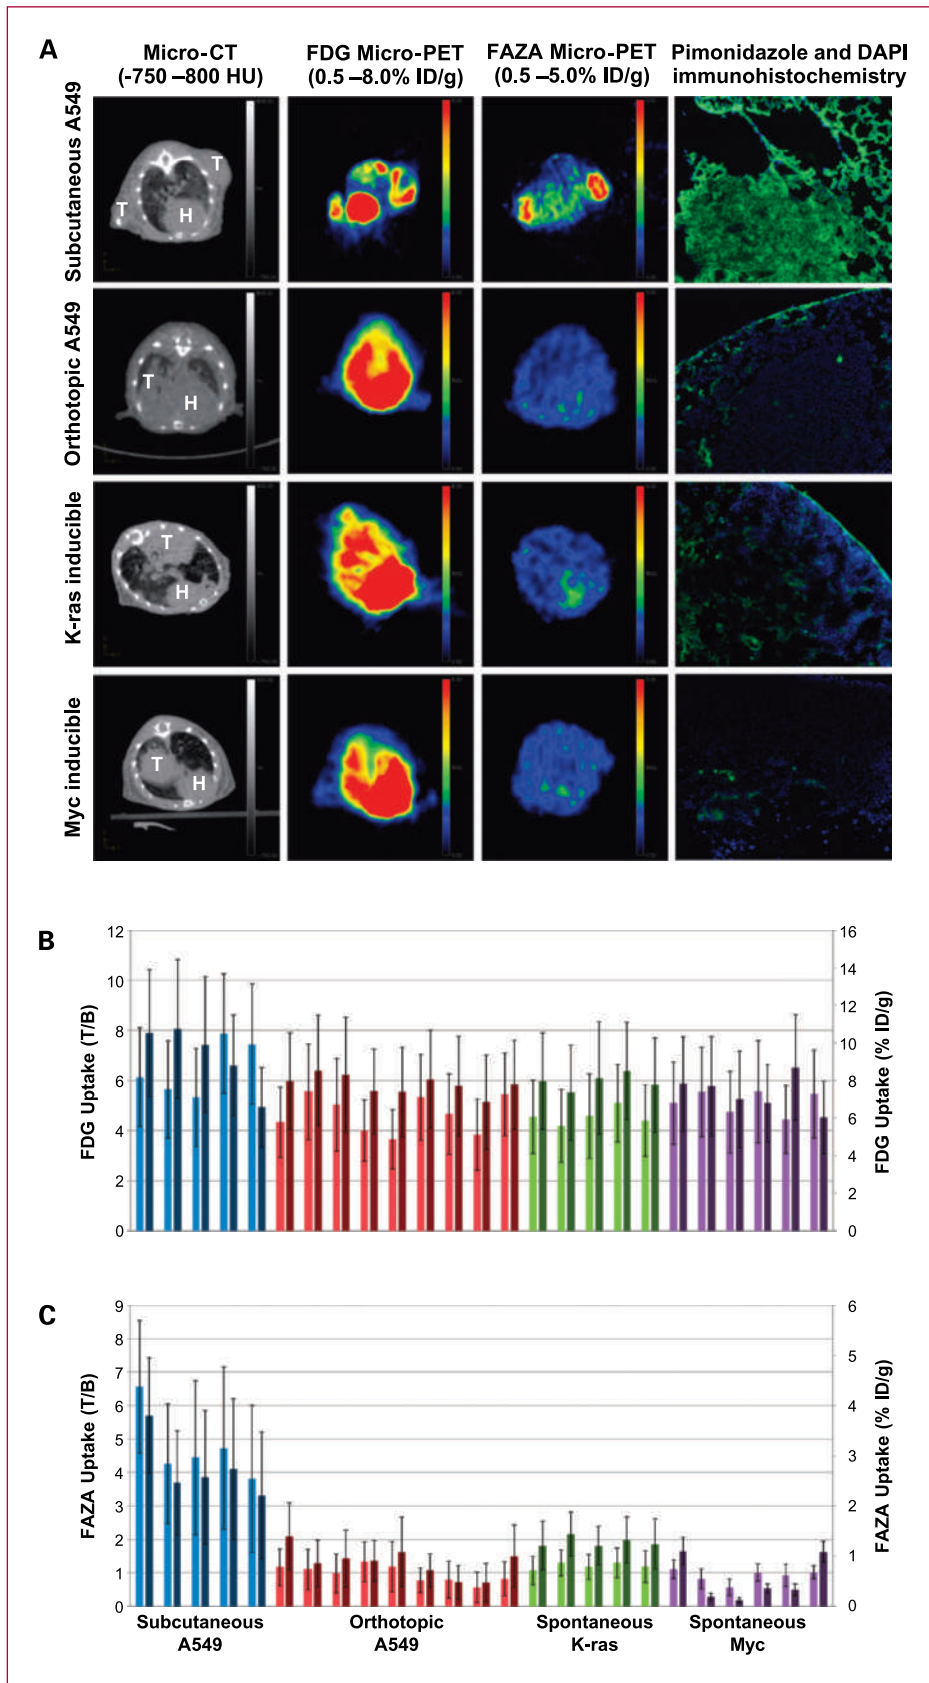 A
Micro-CT
(-750 –800 HU)
FDG Micro-PET
(0.5 –8.0% ID/g)
FAZA Micro-PET
(0.5 –5.0% ID/g)
Pimonidazole and DAPI
immunohistochemistry
Subcutaneous A549
T
T
H
Orthotopic A549
T
H
K-ras inducible
T
H
Myc inducible
T
H
B
FDG Uptake (T/B)
12
10
8
6
4
2
0
16
14
12
10
8
6
4
2
0
FDG Uptake (% ID/g)
C
FAZA Uptake (T/B)
9
8
7
6
5
4
3
2
1
0
6
5
4
3
2
1
0
FAZA Uptake (% ID/g)
Subcutaneous
A549
Orthotopic
A549
Spontaneous
K-ras
Spontaneous
Myc